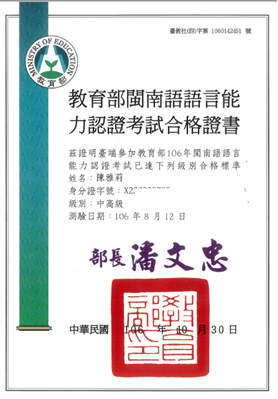 臺教社(四)字第 1060142451 號
MINISTRY OF EDUCATION
教育部
教育部閩南語語言能
力認證考試合格證書
茲證明臺端參加教育部106年閩南語語言
能力認證考試已達下列級別合格標準
姓名：陳雅莉
身分證字號：
級別：中高級
測驗日期：106 年 8 月 12 日
部長 潘文忠
中華民國 106 年 10 月 30 日